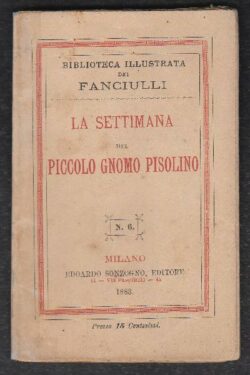 BIBLIOTECA ILLUSTRATA
DEI
FANCIULLI
LA SETTIMANA
DEL
PICCOLO GNOMO PISOLINO
N. 6.
MILANO
EDOARDO SONZOGNO, EDITORE
1883.
Prezzo 15 Centesimi.